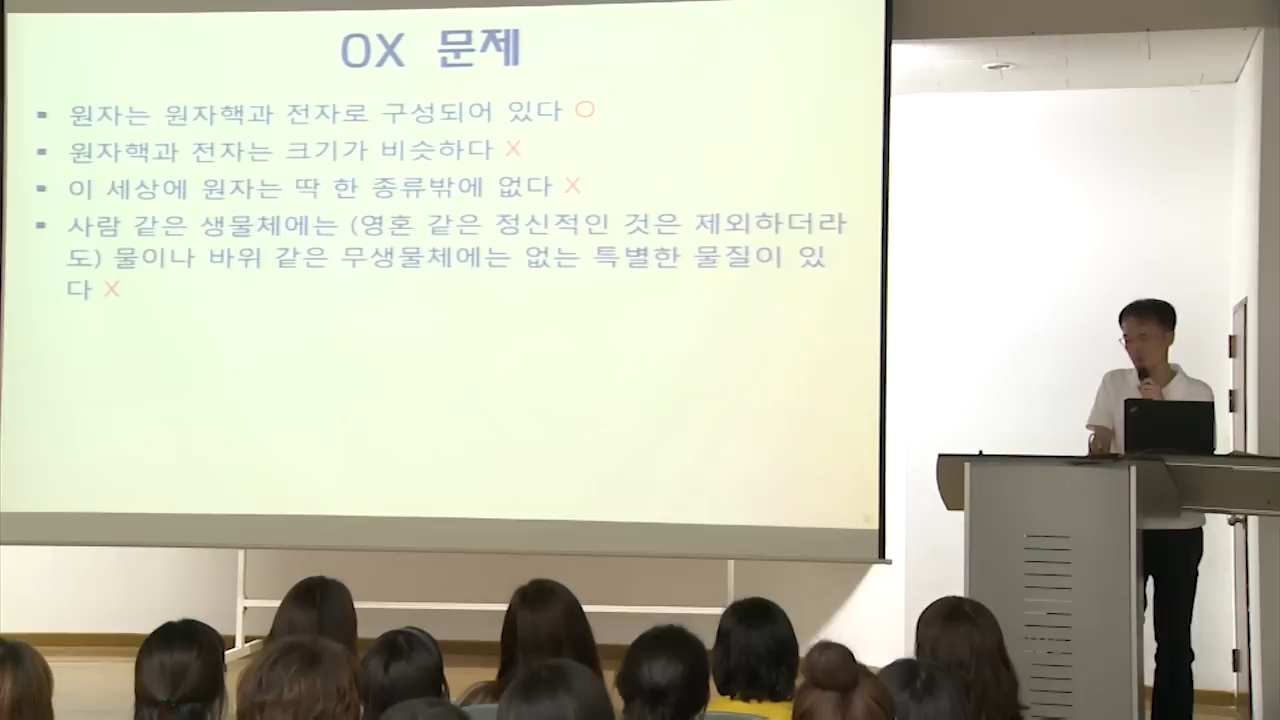 OX 문제
▪ 원자는 원자핵과 전자로 구성되어 있다 O
▪ 원자핵과 전자는 크기가 비슷하다 X
▪ 이 세상에 원자는 딱 한 종류밖에 없다 X
▪ 사람 같은 생물체에는 (영혼 같은 정신적인 것은 제외하더라
도) 물이나 바위 같은 무생물체에는 없는 특별한 물질이 있
다 X